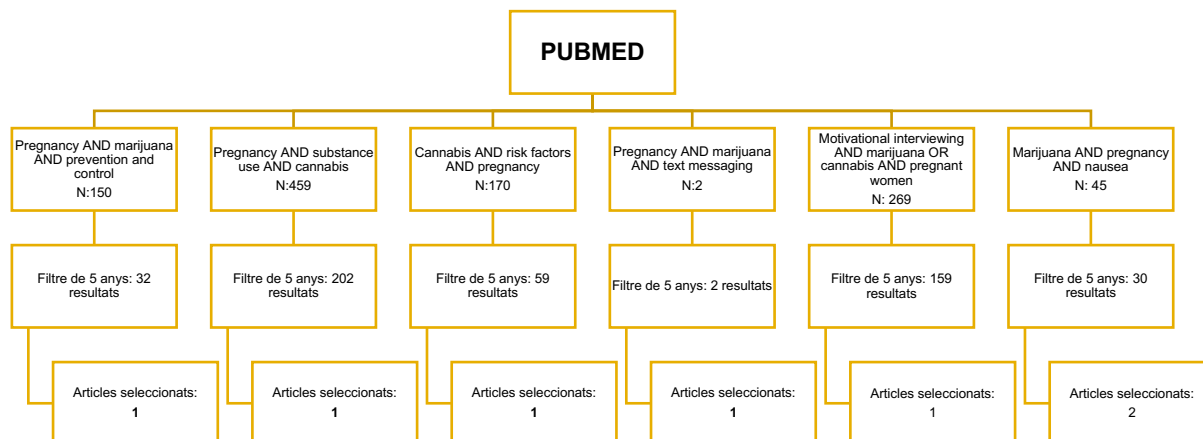 PUBMED
Pregnancy AND marijuana
AND prevention and
control
N:150
Pregnancy AND substance
use AND cannabis
N:459
Cannabis AND risk factors
AND pregnancy
N:170
Pregnancy AND marijuana
AND text messaging
N:2
Motivational interviewing
AND marijuana OR
cannabis AND pregnant
women
N: 269
Marijuana AND pregnancy
AND nausea
N: 45
Filtre de 5 anys: 32
resultats
Filtre de 5 anys: 202
resultats
Filtre de 5 anys: 59
resultats
Filtre de 5 anys: 2 resultats
Filtre de 5 anys: 159
resultats
Filtre de 5 anys: 30
resultats
Articles seleccionats:
1
Articles seleccionats:
1
Articles seleccionats:
1
Articles seleccionats:
1
Articles seleccionats:
1
Articles seleccionats:
2